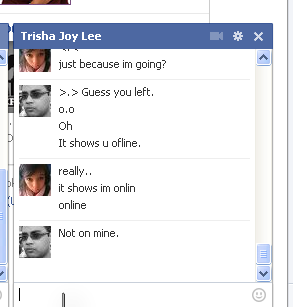 Trisha Joy Lee
>.>
just because im going?
>.> Guess you left.
o.o
Oh
It shows u ofline.
really..
it shows im onlin
online
Not on mine.